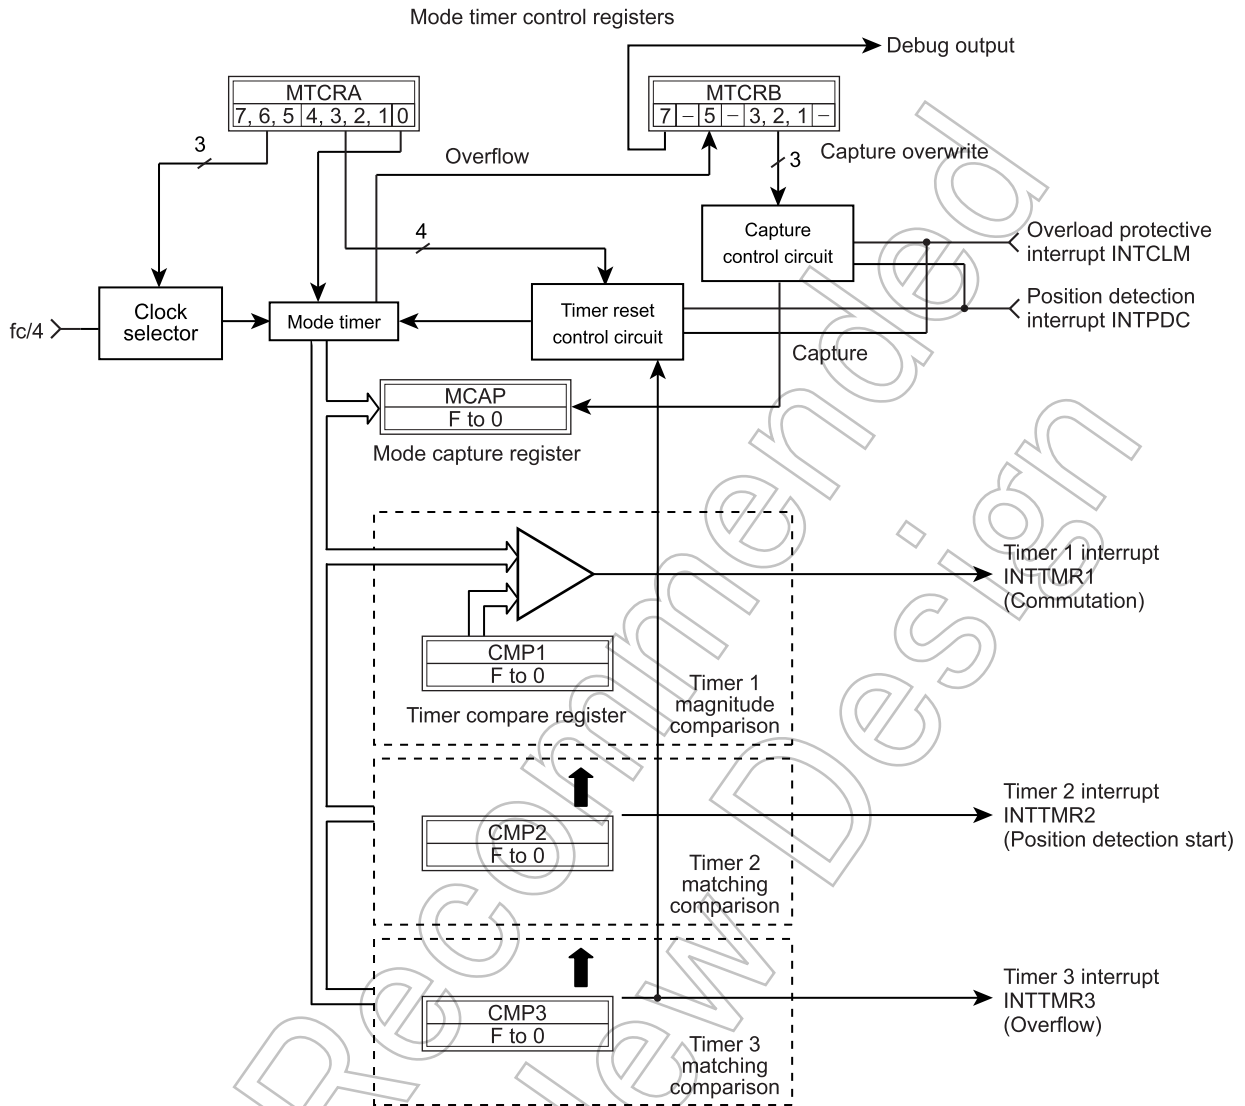 Mode timer control registers
Debug output
MTCRA
7, 6, 5 4, 3, 2, 1 0
MTCRB
7 – 5 – 3, 2, 1 –
3
Overflow
3
Capture overwrite
4
Capture
control circuit
Overload protective
interrupt INTCLM
fc/4
Clock
selector
Mode timer
Timer reset
control circuit
Position detection
interrupt INTPDC
Capture
MCAP
F to 0
Mode capture register
Timer 1 interrupt
INTTMR1
(Commutation)
CMP1
F to 0
Timer compare register
Timer 1
magnitude
comparison
CMP2
F to 0
Timer 2
matching
comparison
Timer 2 interrupt
INTTMR2
(Position detection start)
CMP3
F to 0
Timer 3
matching
comparison
Timer 3 interrupt
INTTMR3
(Overflow)
Recommended
New Design